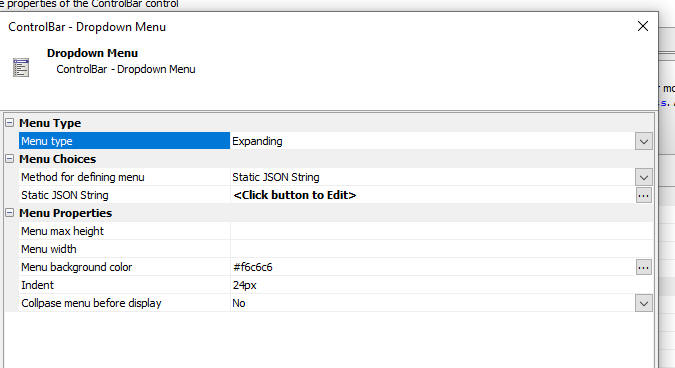 e properties of the ControlBar control
ControlBar - Dropdown Menu
Dropdown Menu
ControlBar - Dropdown Menu
Menu Type
Menu type Expanding
Menu Choices
Method for defining menu Static JSON String
Static JSON String <Click button to Edit>
Menu Properties
Menu max height
Menu width
Menu background color #f6c6c6
Indent 24px
Collpase menu before display No